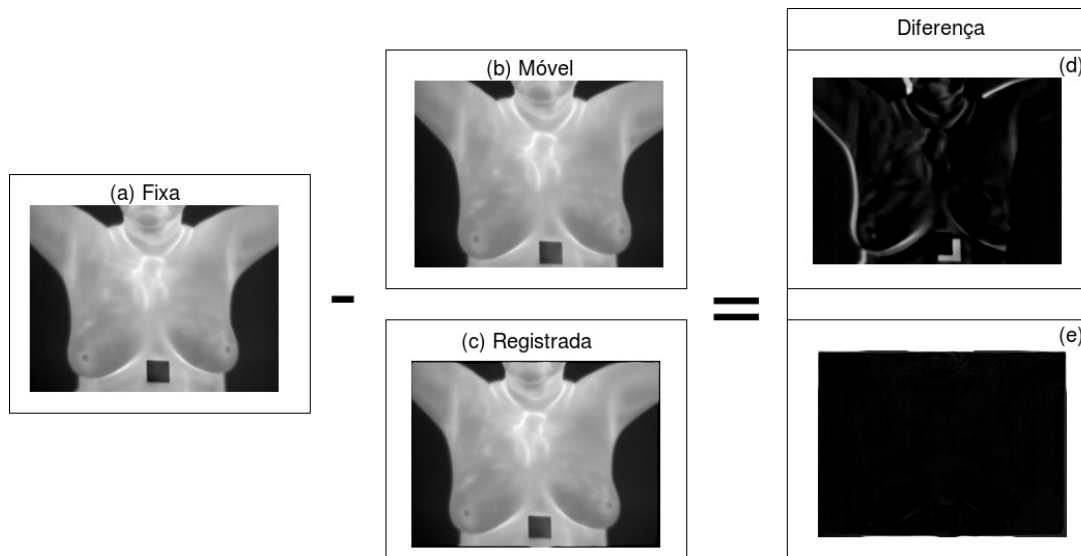 (a) Fixa
(b) Móvel
(c) Registrada
Diferença
(d)
(e)